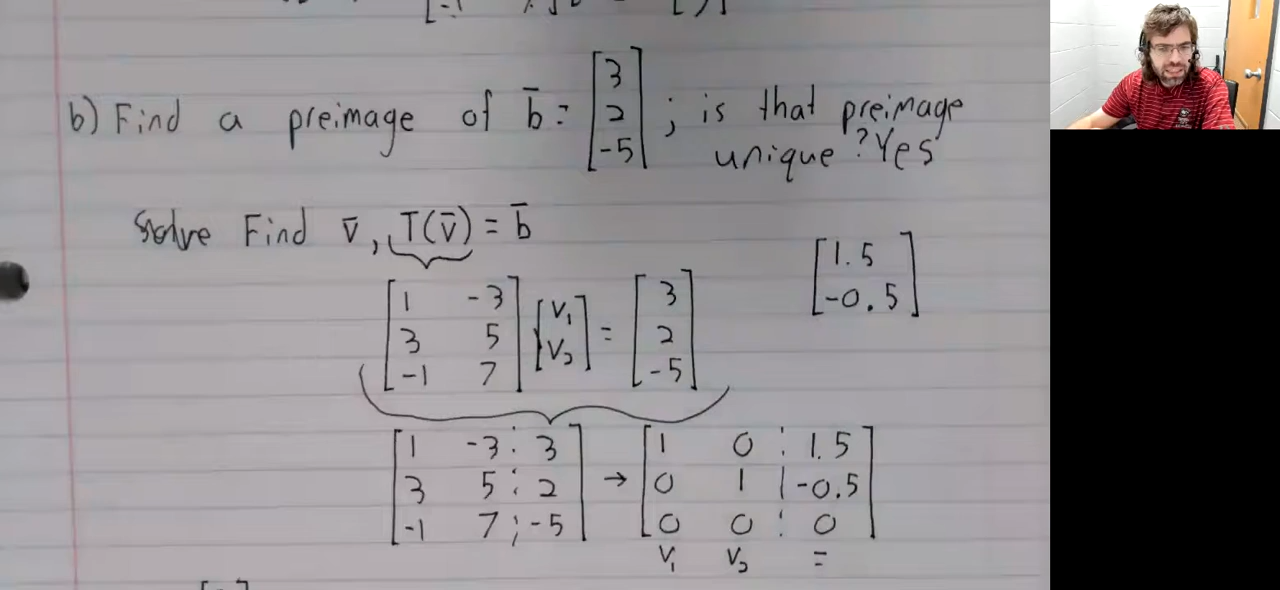 b) Find a preimage of b̄ = [3 2 -5] ; is that preimage
unique? Yes
Find v̄, T(v̄) = b̄
[1.5
-0.5]
[1 -3] [v₁] = [3]
[3 5] [v₂] [2]
[-1 7] [-5]
[1 -3 ⋮ 3] → [1 0 ⋮ 1.5]
[3 5 ⋮ 2] [0 1 | -0.5]
[-1 7 ⋮ -5] [0 0 ⋮ 0]
v₁ v₂ =